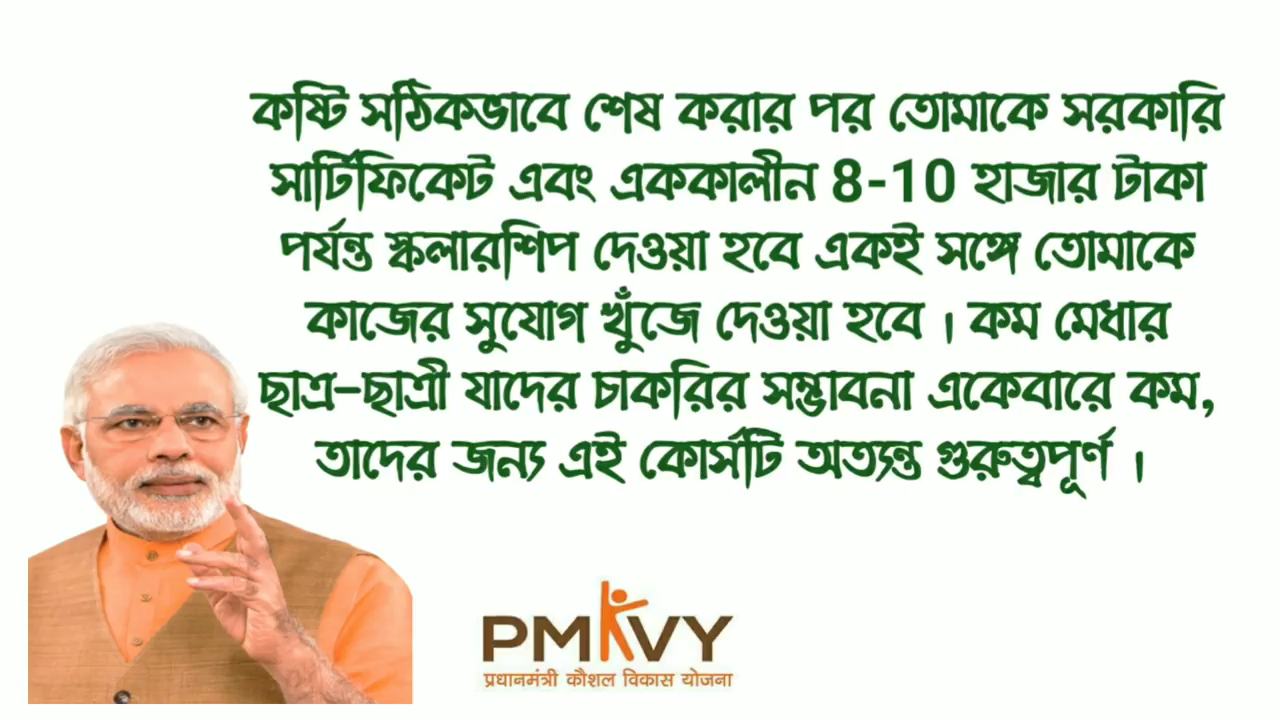 কষ্টি সঠিকভাবে শেষ করার পর তোমাকে সরকারি
সার্টিফিকেট এবং এককালীন 8-10 হাজার টাকা
পর্যন্ত স্কলারশিপ দেওয়া হবে একই সঙ্গে তোমাকে
কাজের সুযোগ খুঁজে দেওয়া হবে । কম মেধার
ছাত্র-ছাত্রী যাদের চাকরির সম্ভাবনা একেবারে কম,
তাদের জন্য এই কোর্সটি অত্যন্ত গুরুত্বপূর্ণ ।
PMKVY
प्रधानमंत्री कौशल विकास योजना